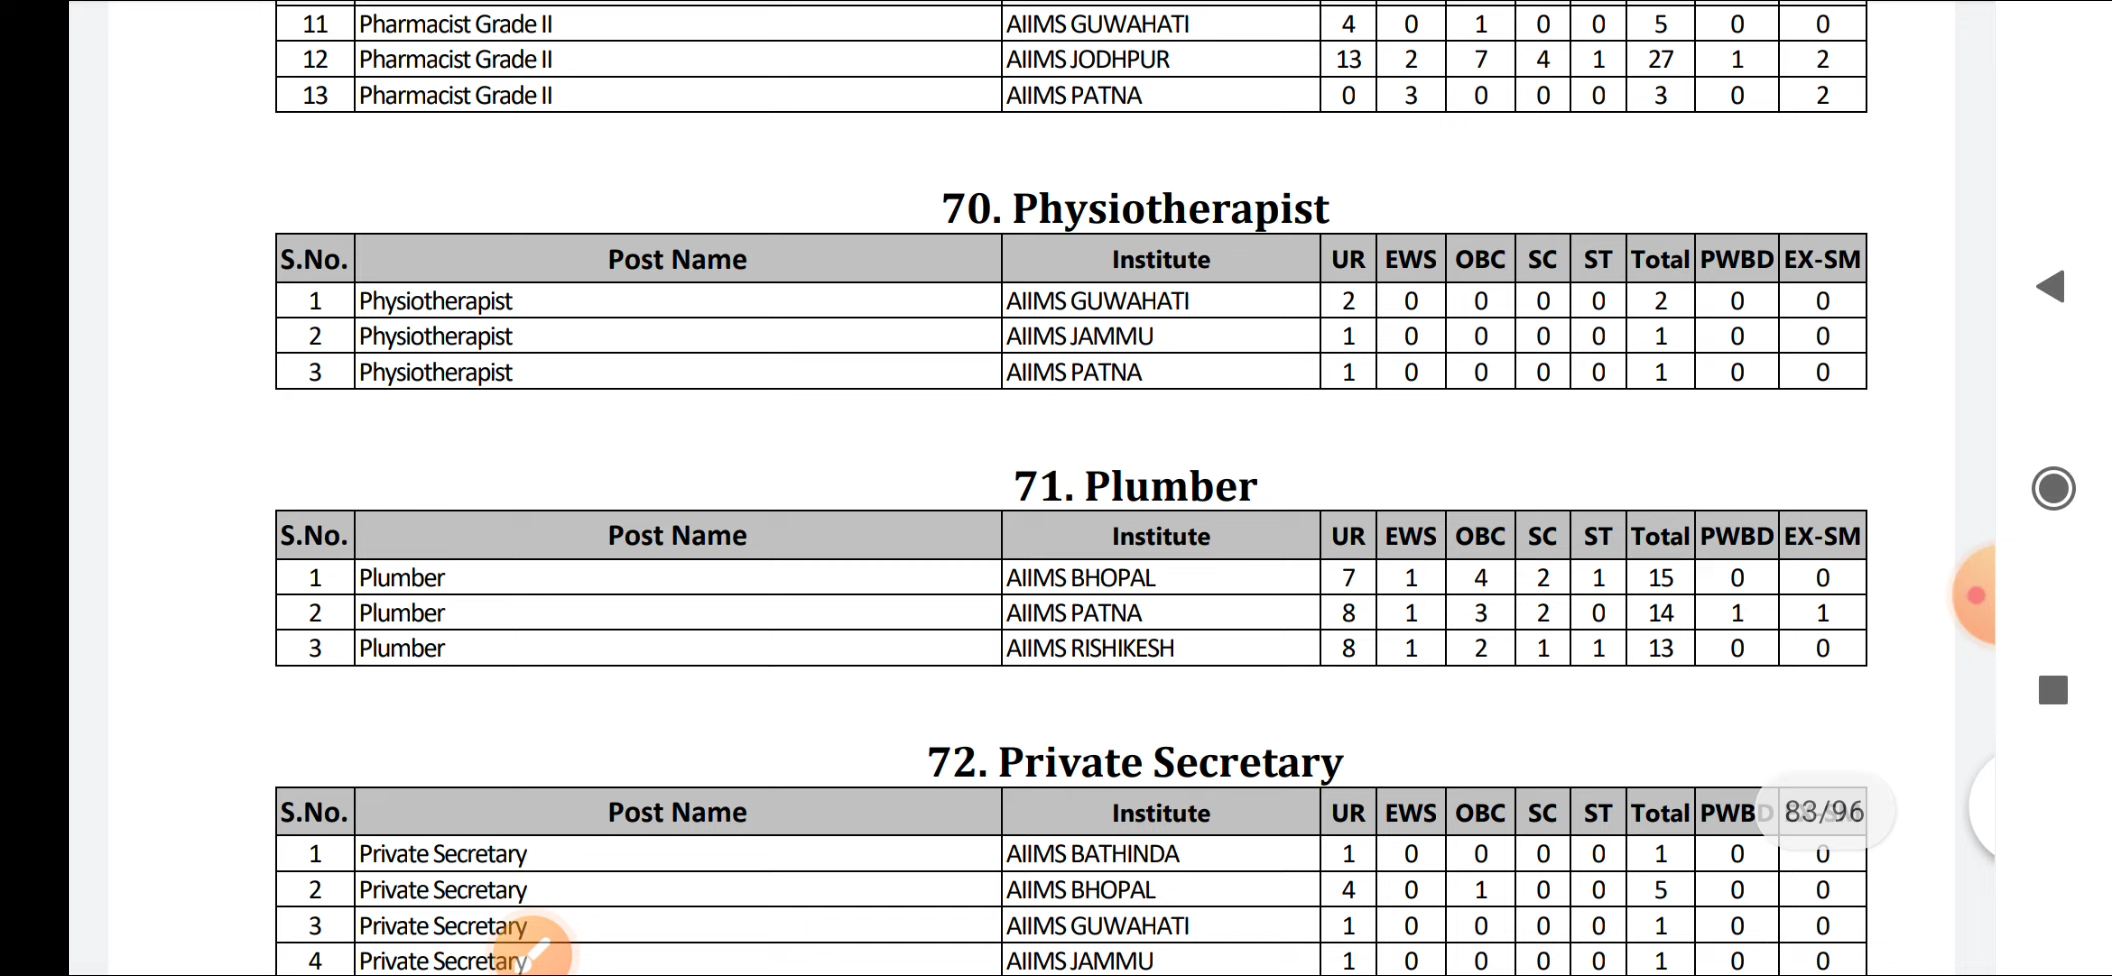 11 Pharmacist Grade II AIIMS GUWAHATI 4 0 1 0 0 5 0 0
12 Pharmacist Grade II AIIMS JODHPUR 13 2 7 4 1 27 1 2
13 Pharmacist Grade II AIIMS PATNA 0 3 0 0 0 3 0 2
70. Physiotherapist
S.No. Post Name Institute UR EWS OBC SC ST Total PWBD EX-SM
1 Physiotherapist AIIMS GUWAHATI 2 0 0 0 0 2 0 0
2 Physiotherapist AIIMS JAMMU 1 0 0 0 0 1 0 0
3 Physiotherapist AIIMS PATNA 1 0 0 0 0 1 0 0
71. Plumber
S.No. Post Name Institute UR EWS OBC SC ST Total PWBD EX-SM
1 Plumber AIIMS BHOPAL 7 1 4 2 1 15 0 0
2 Plumber AIIMS PATNA 8 1 3 2 0 14 1 1
3 Plumber AIIMS RISHIKESH 8 1 2 1 1 13 0 0
72. Private Secretary
S.No. Post Name Institute UR EWS OBC SC ST Total PWBD 83/96
1 Private Secretary AIIMS BATHINDA 1 0 0 0 0 1 0 0
2 Private Secretary AIIMS BHOPAL 4 0 1 0 0 5 0 0
3 Private Secretary AIIMS GUWAHATI 1 0 0 0 0 1 0 0
4 Private Secretary AIIMS JAMMU 1 0 0 0 0 1 0 0